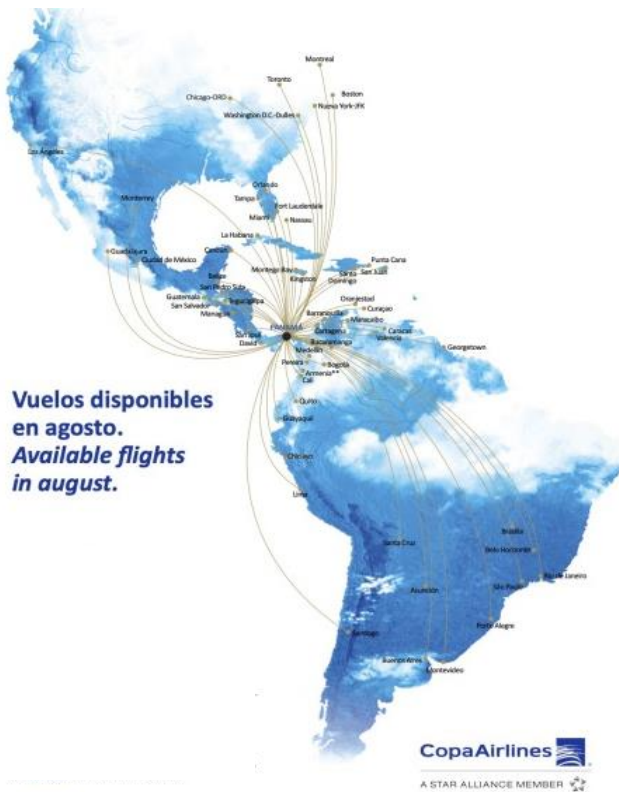 Montreal
Toronto
Boston
Chicago-ORD
Nueva York-JFK
Washington D.C.-Dulles
Los Ángeles
Orlando
Monterrey
Tampa
Fort Lauderdale
Miami
Nassau
La Habana
Cancún
Guadalajara
Ciudad de México
Punta Cana
Montego Bay
Santo
Domingo
San Juan
Kingston
Belize
San Pedro Sula
Guatemala
Tegucigalpa
San Salvador
Managua
Oranjestad
Curaçao
Barranquilla
Maracaibo
PANAMÁ
Cartagena
Caracas
Valencia
San José
David
Bucaramanga
Georgetown
Medellín
Pereira
Bogotá
Armenia**
Cali
Quito
Guayaquil
Chiclayo
Lima
Vuelos disponibles
en agosto.
Available flights
in august.
Brasilia
Santa Cruz
Belo Horizonte
Rio de Janeiro
São Paulo
Asunción
Porto Alegre
Santiago
Buenos Aires
Montevideo
CopaAirlines
A STAR ALLIANCE MEMBER